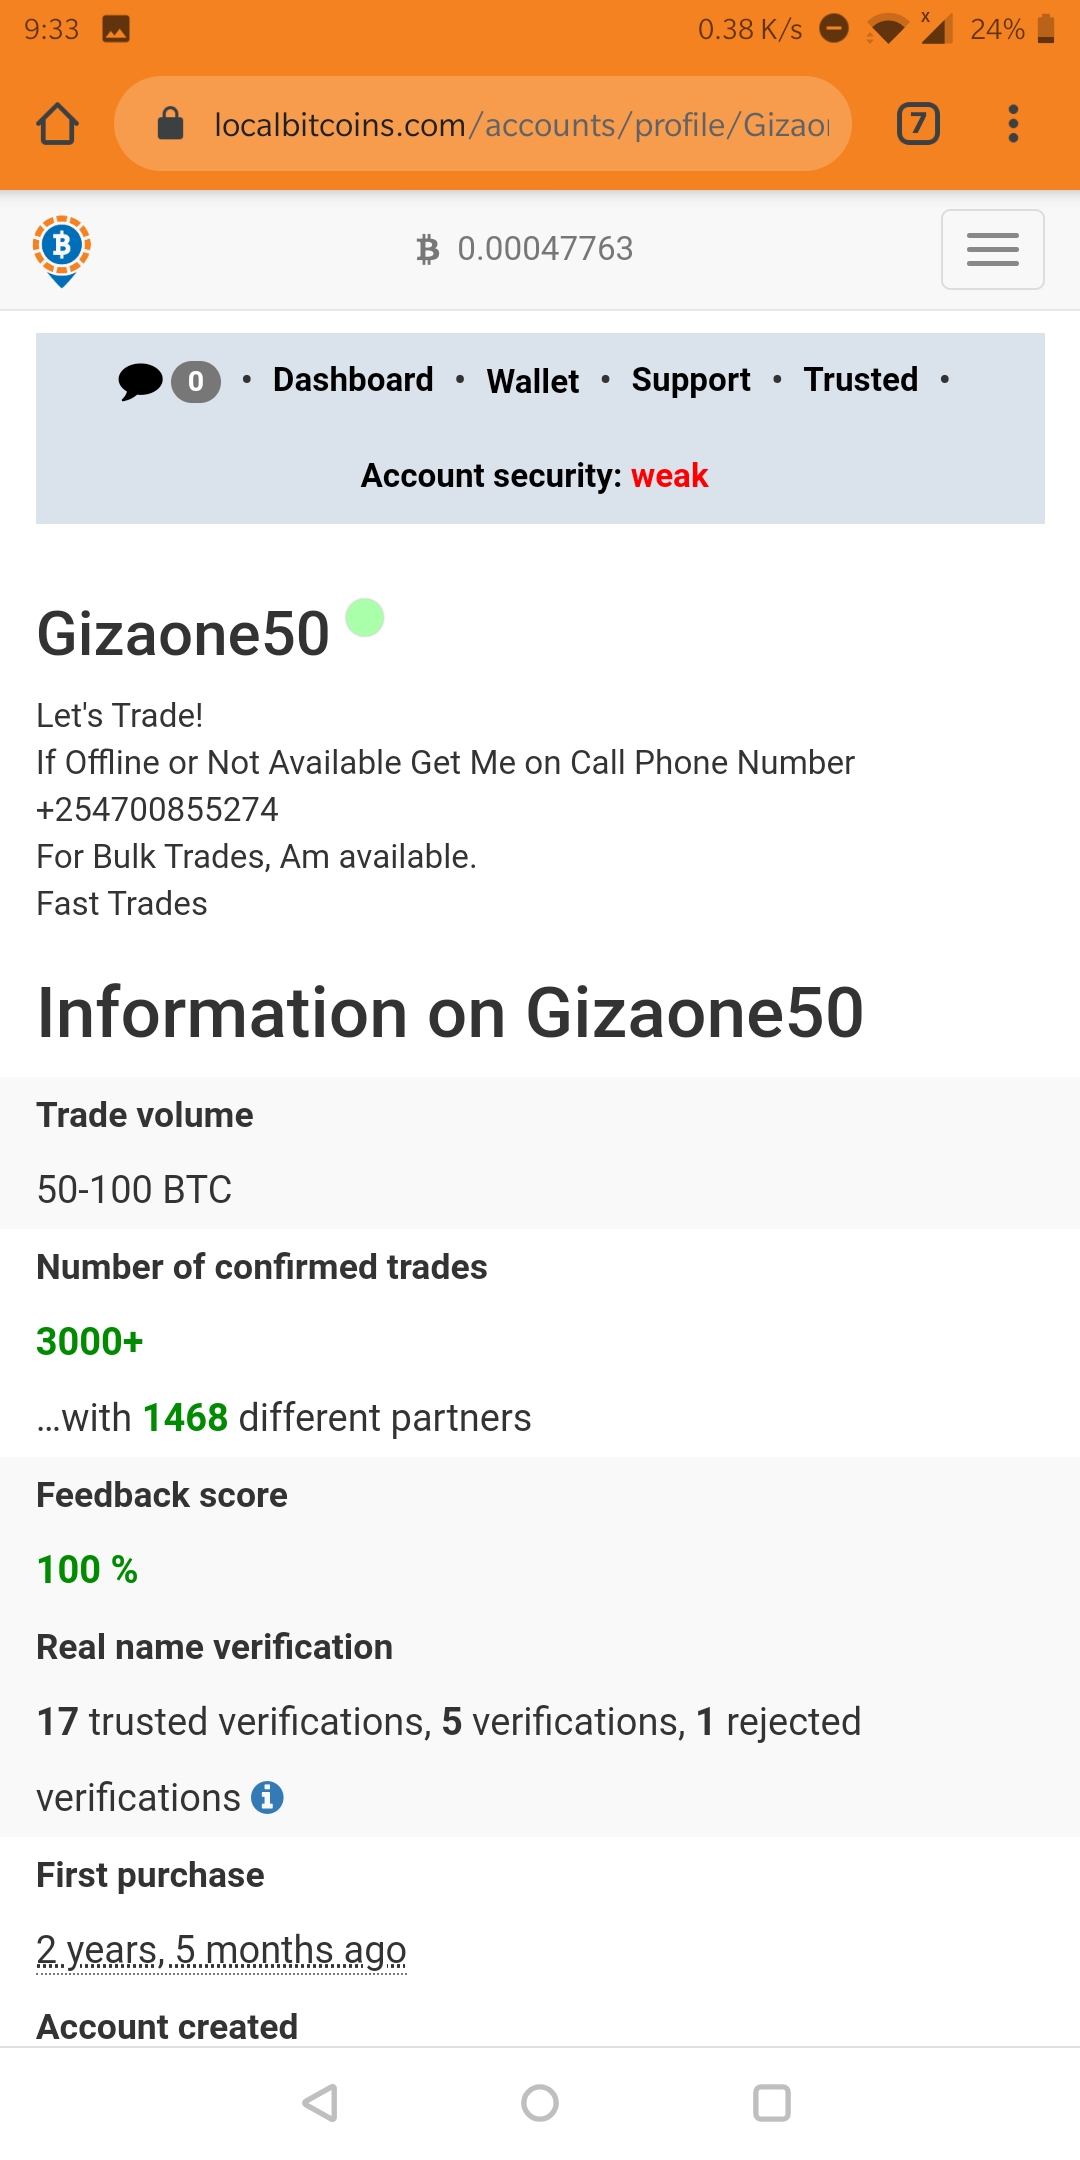 9:33 0.38 K/s x 24%
localbitcoins.com/accounts/profile/Gizaor
7
0.00047763
0 • Dashboard • Wallet • Support • Trusted •
Account security: weak
Gizaone50
Let's Trade!
If Offline or Not Available Get Me on Call Phone Number
+254700855274
For Bulk Trades, Am available.
Fast Trades
Information on Gizaone50
Trade volume
50-100 BTC
Number of confirmed trades
3000+
...with 1468 different partners
Feedback score
100 %
Real name verification
17 trusted verifications, 5 verifications, 1 rejected
verifications
First purchase
2 years, 5 months ago
Account created